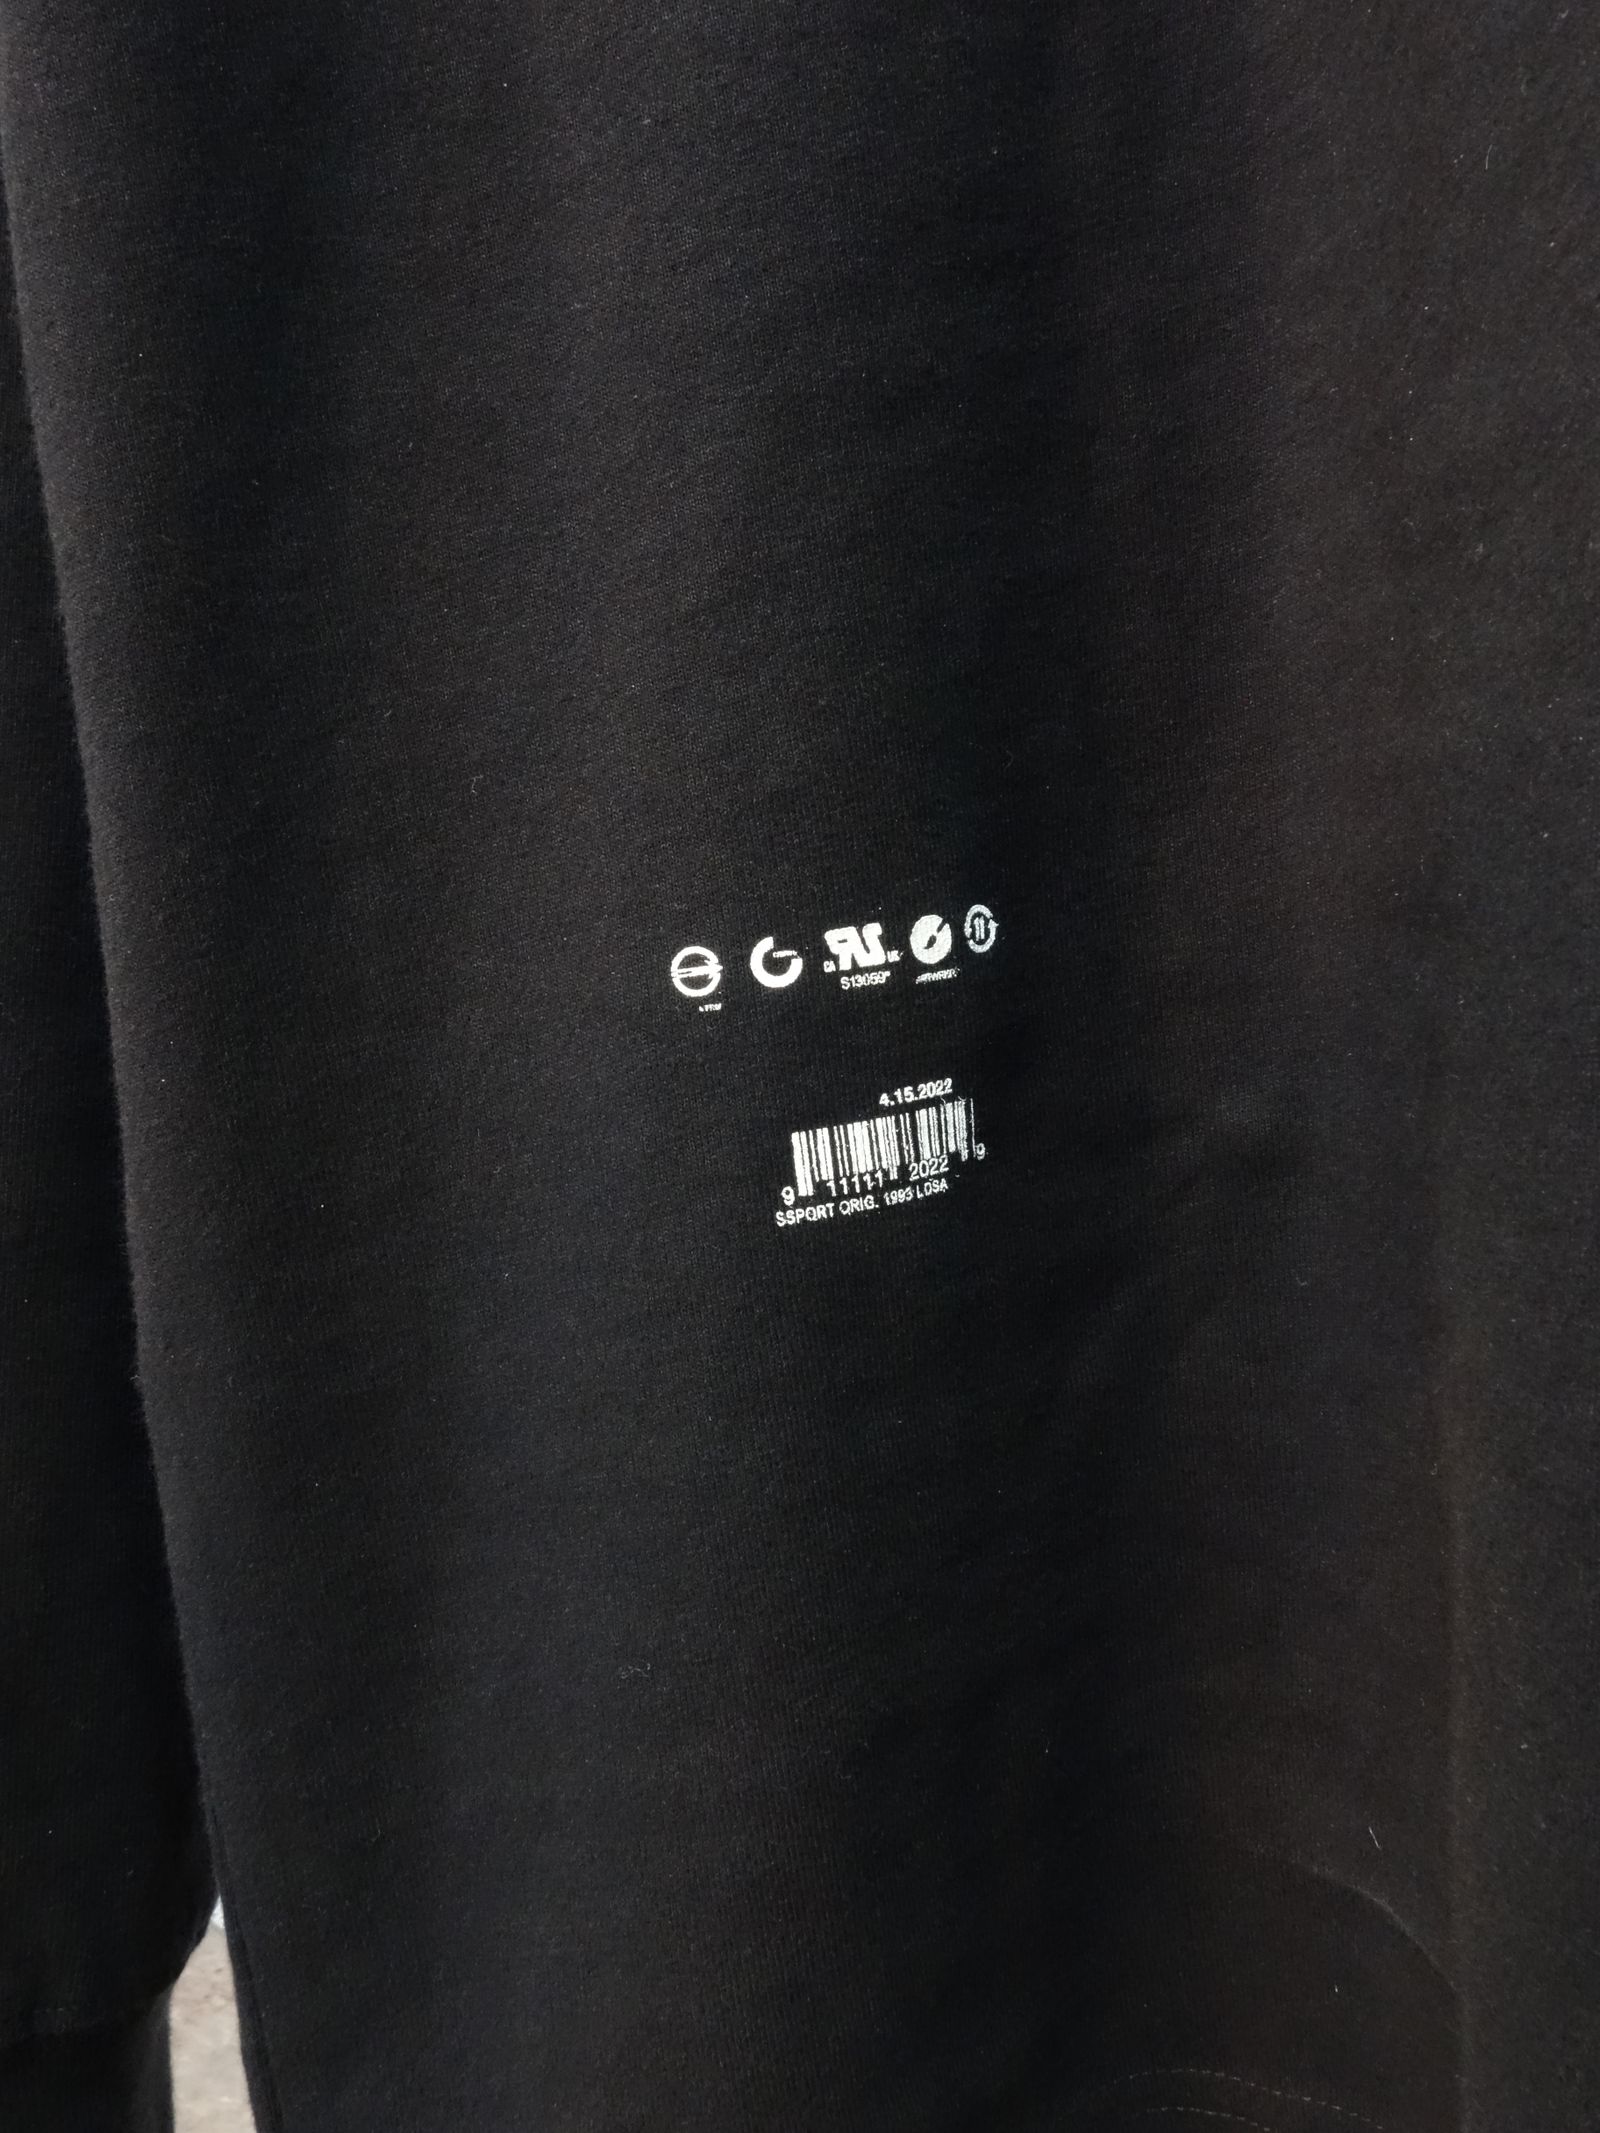 S13059"
4.15.2022
9 11111 2022 9
SSPORT ORIG. 1993 LDSA